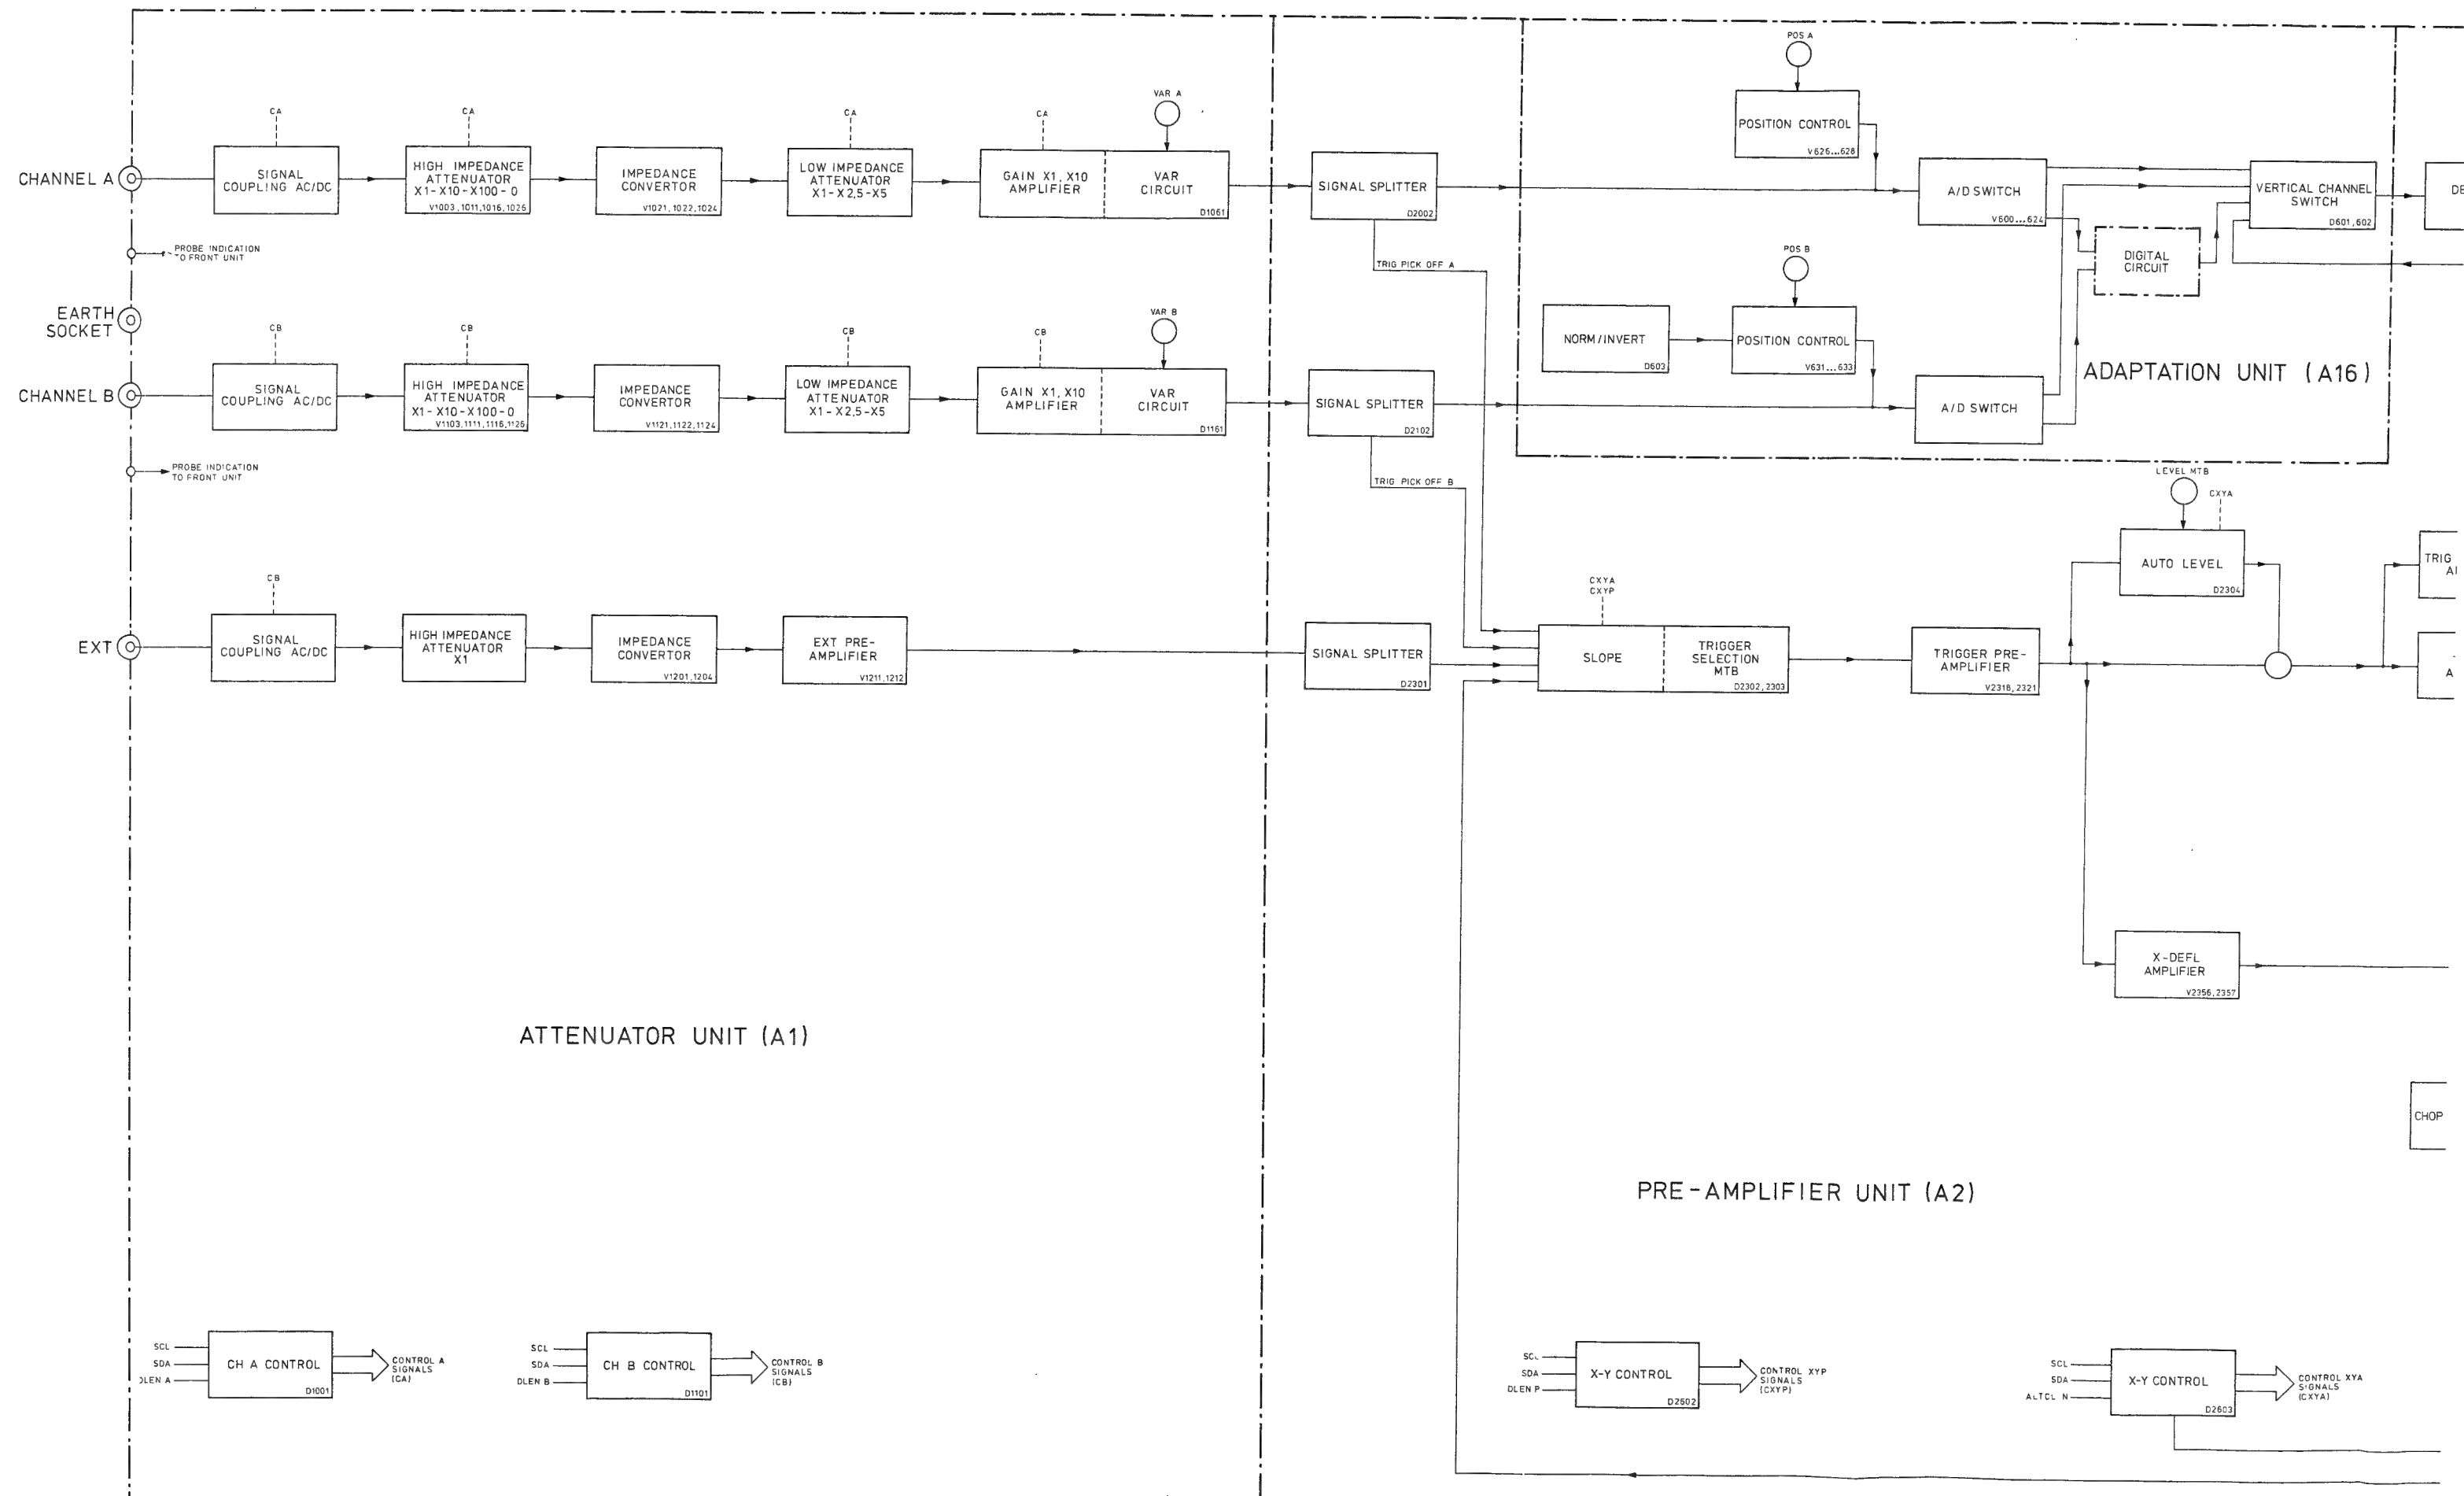 POS A
POSITION CONTROL
V626...628
CA
CA
CA
CA
VAR A
CHANNEL A
SIGNAL
COUPLING AC/DC
HIGH IMPEDANCE
ATTENUATOR
X1-X10-X100-0
V1003,1011,1016,1026
IMPEDANCE
CONVERTOR
V1021,1022,1024
LOW IMPEDANCE
ATTENUATOR
X1-X2,5-X5
GAIN X1, X10
AMPLIFIER
VAR
CIRCUIT
D1061
SIGNAL SPLITTER
D2002
A/D SWITCH
V600...624
VERTICAL CHANNEL
SWITCH
D601,602
DE
PROBE INDICATION
TO FRONT UNIT
TRIG PICK OFF A
POS B
DIGITAL
CIRCUIT
EARTH
SOCKET
CB
CB
CB
CB
VAR B
NORM/INVERT
D603
POSITION CONTROL
V631...633
ADAPTATION UNIT (A16)
CHANNEL B
SIGNAL
COUPLING AC/DC
HIGH IMPEDANCE
ATTENUATOR
X1-X10-X100-0
V1103,1111,1116,1126
IMPEDANCE
CONVERTOR
V1121,1122,1124
LOW IMPEDANCE
ATTENUATOR
X1-X2,5-X5
GAIN X1, X10
AMPLIFIER
VAR
CIRCUIT
D1161
SIGNAL SPLITTER
D2102
A/D SWITCH
PROBE INDICATION
TO FRONT UNIT
TRIG PICK OFF B
LEVEL MTB
CXYA
AUTO LEVEL
D2304
TRIG
A
CB
CXYA
CXYP
EXT
SIGNAL
COUPLING AC/DC
HIGH IMPEDANCE
ATTENUATOR
X1
IMPEDANCE
CONVERTOR
V1201,1204
EXT PRE-
AMPLIFIER
V1211,1212
SIGNAL SPLITTER
D2301
SLOPE
TRIGGER
SELECTION
MTB
D2302,2303
TRIGGER PRE-
AMPLIFIER
V2318,2321
A
X-DEFL
AMPLIFIER
V2356,2357
ATTENUATOR UNIT (A1)
CHOP
PRE-AMPLIFIER UNIT (A2)
SCL
SDA
DLEN A
CH A CONTROL
D1001
CONTROL A
SIGNALS
(CA)
SCL
SDA
DLEN B
CH B CONTROL
D1101
CONTROL B
SIGNALS
(CB)
SCL
SDA
DLEN P
X-Y CONTROL
D2602
CONTROL XYP
SIGNALS
(CXYP)
SCL
SDA
ALTCL N
X-Y CONTROL
D2603
CONTROL XYA
SIGNALS
(CXYA)